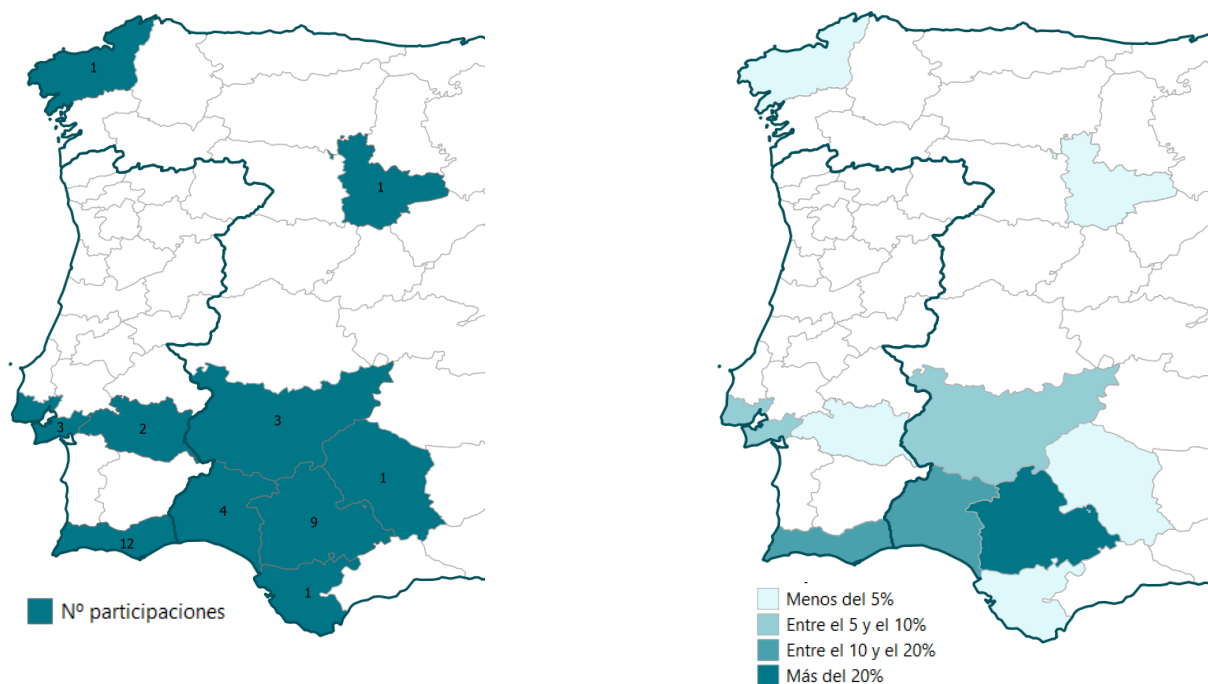 1
1
3
2
3
1
4
9
12
1
Nº participaciones
Menos del 5%
Entre el 5 y el 10%
Entre el 10 y el 20%
Más del 20%